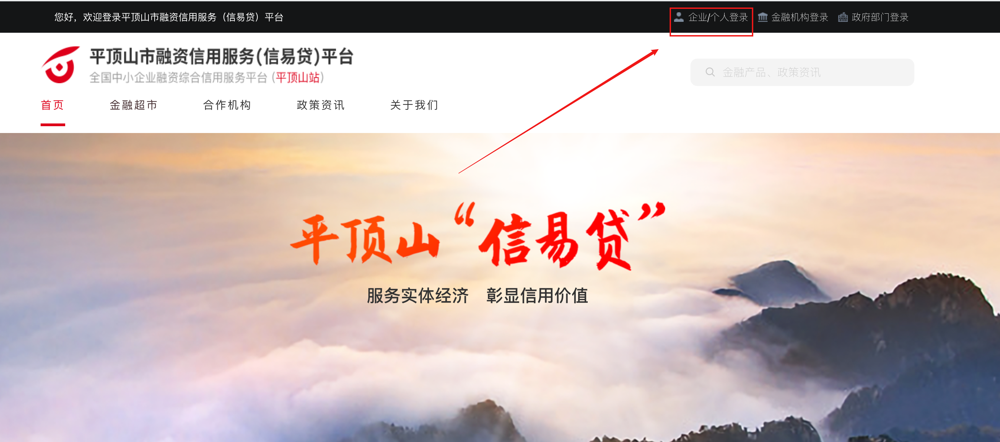 您好，欢迎登录平顶山市融资信用服务（信易贷）平台
企业/个人登录 金融机构登录 政府部门登录
平顶山市融资信用服务(信易贷)平台
全国中小企业融资综合信用服务平台 (平顶山站)
金融产品、政策资讯
首页 金融超市 合作机构 政策资讯 关于我们
平顶山“信易贷”
服务实体经济 彰显信用价值